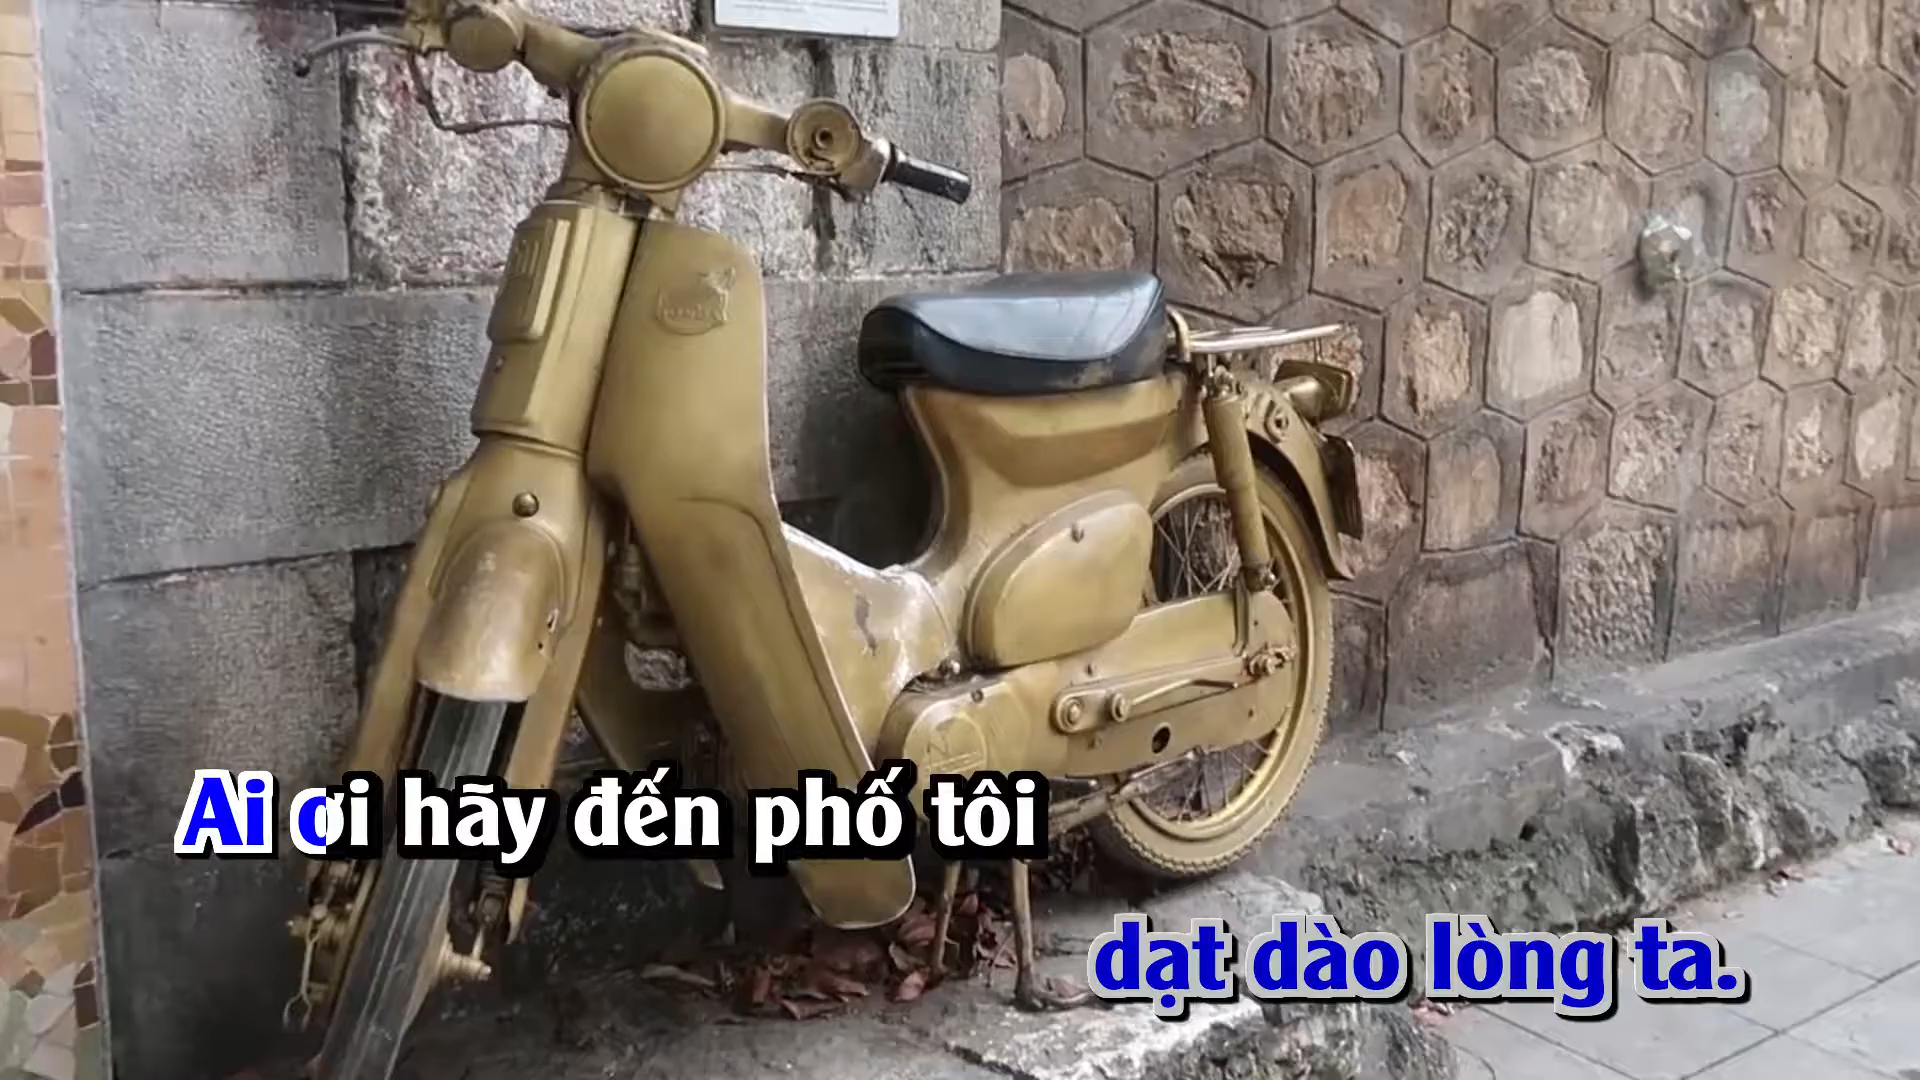 Ai ơi hãy đến phố tôi
dạt dào lòng ta.